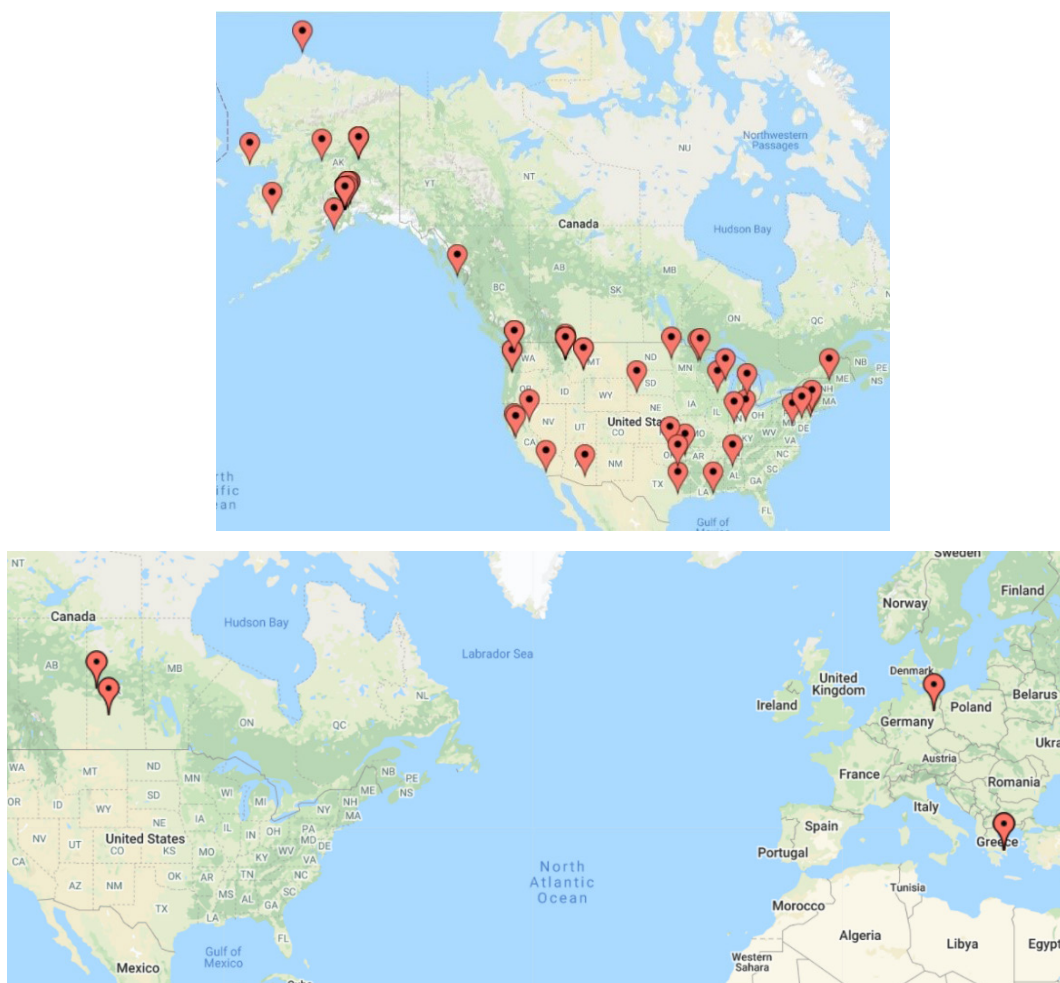 Northwestern
Passages
NU
AK
YT
NT
Canada
Hudson Bay
AB
MB
BC
SK
ON
QC
WA
MT
ND
MN
NB
PE
ME
NS
OR
ID
SD
NH
MA
WY
NE
IA
IL
OH
NV
UT
CO
MO
KY
WV
VA
DE
CA
OK
AR
NC
NM
SC
AL
GA
TX
LA
FL
Gulf of
NT
Canada
Hudson Bay
Labrador Sea
AB
MB
NL
ON
QC
WA
MT
ND
MN
NB
PE
NS
OR
ID
WY
SD
WI
MI
NY
NH
ME
MA
NE
IA
IL
IN
OH
PA
MD
NV
UT
United States
CO
KS
MO
KY
WV
DE
VA
CA
AZ
NM
OK
AR
TN
NC
SC
MS
AL
GA
TX
LA
FL
Gulf of
Mexico
Mexico
North
Atlantic
Ocean
Sweden
Norway
Finland
Denmark
United
Kingdom
Ireland
Belarus
Poland
Germany
Austria
France
Romania
Italy
Spain
Portugal
Greece
Tunisia
Morocco
Algeria
Libya
Western
Sahara